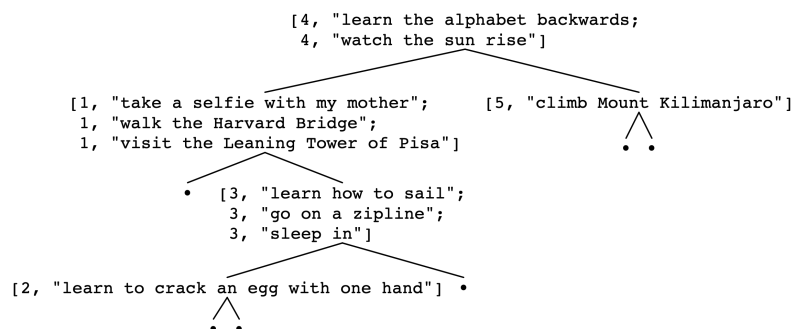 [4, "learn the alphabet backwards;
4, "watch the sun rise"]
[1, "take a selfie with my mother";
1, "walk the Harvard Bridge";
1, "visit the Leaning Tower of Pisa"]
[5, "climb Mount Kilimanjaro"]
[3, "learn how to sail";
3, "go on a zipline";
3, "sleep in"]
[2, "learn to crack an egg with one hand"]